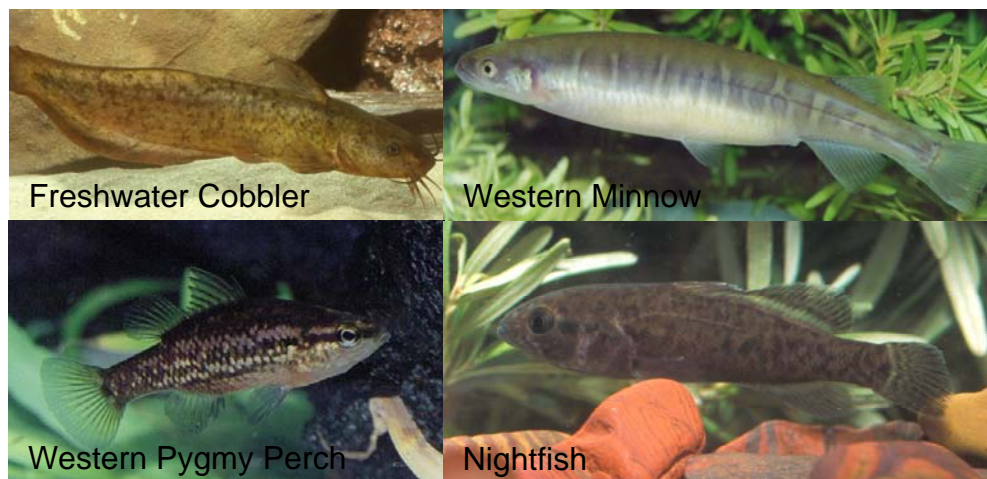 Freshwater Cobbler
Western Minnow
Western Pygmy Perch
Nightfish